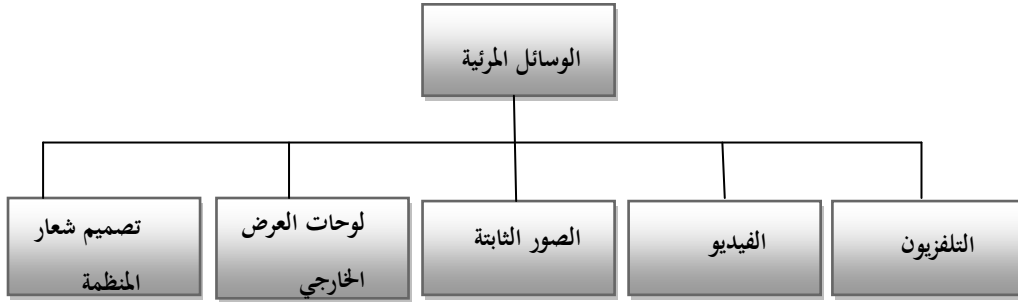 الوسائل المرئية
التلفزيون
الفيديو
الصور الثابتة
لوحات العرض
الخارجي
تصميم شعار
المنظمة